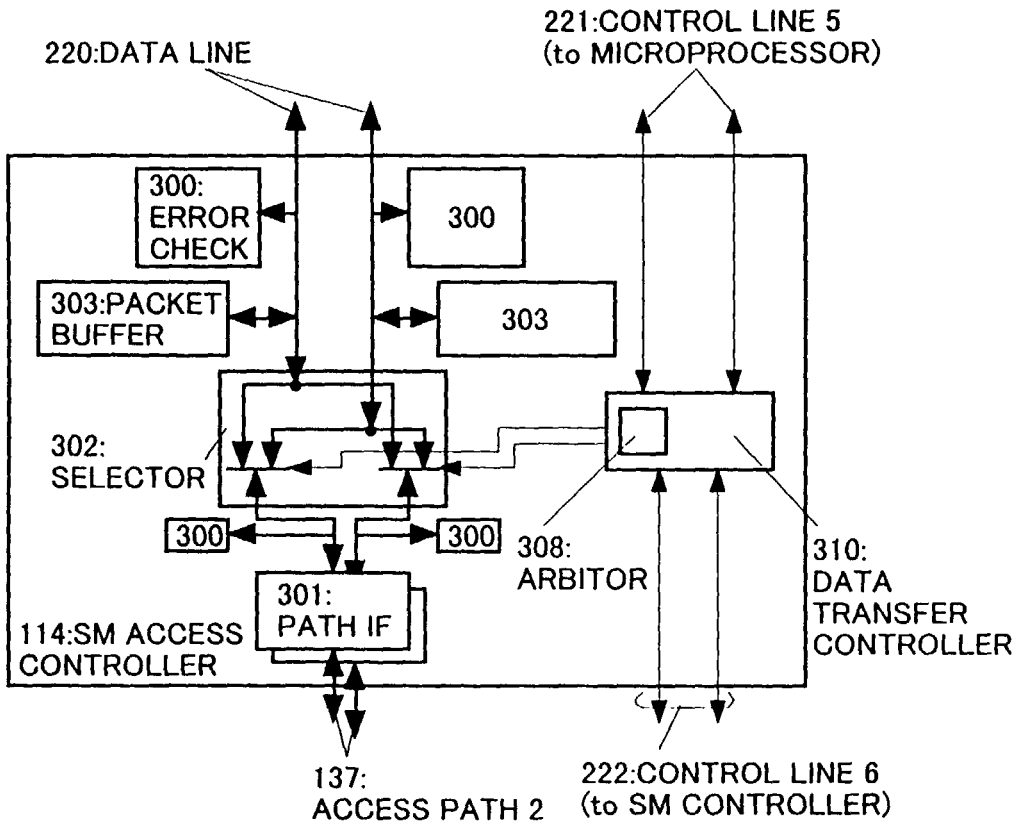 220:DATA LINE
221:CONTROL LINE 5
(to MICROPROCESSOR)
300:
ERROR
CHECK
300
303:PACKET
BUFFER
303
302:
SELECTOR
300
300
308:
ARBITOR
310:
DATA
TRANSFER
CONTROLLER
301:
PATH IF
114:SM ACCESS
CONTROLLER
137:
ACCESS PATH 2
222:CONTROL LINE 6
(to SM CONTROLLER)